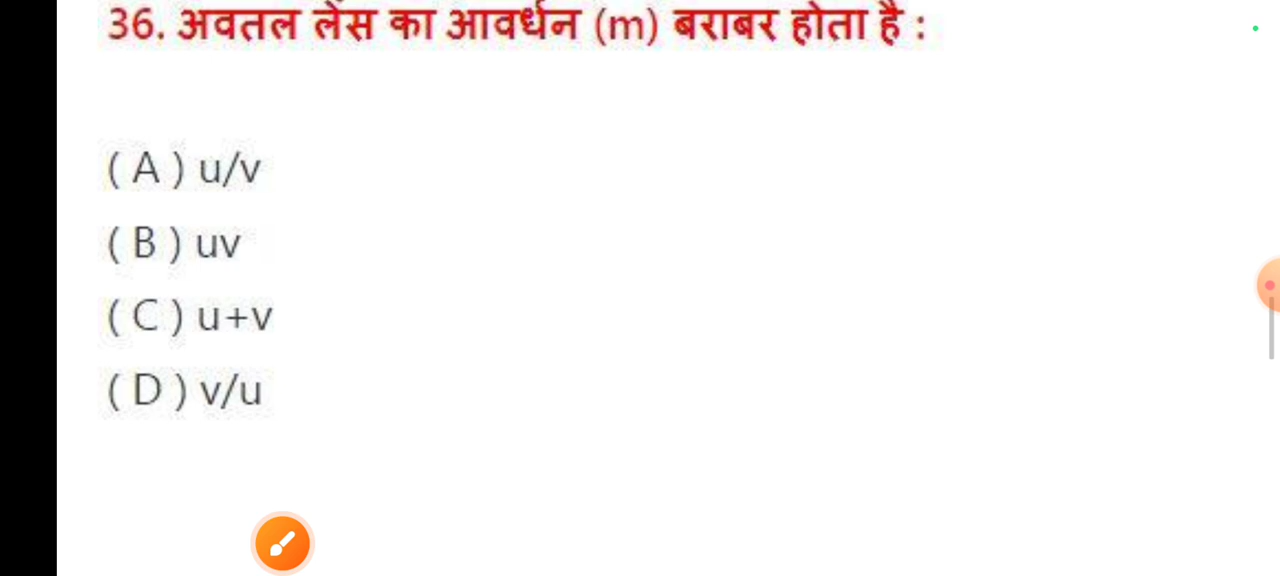 36. अवतल लेंस का आवर्धन (m) बराबर होता है :
( A ) u/v
( B ) uv
( C ) u+v
( D ) v/u